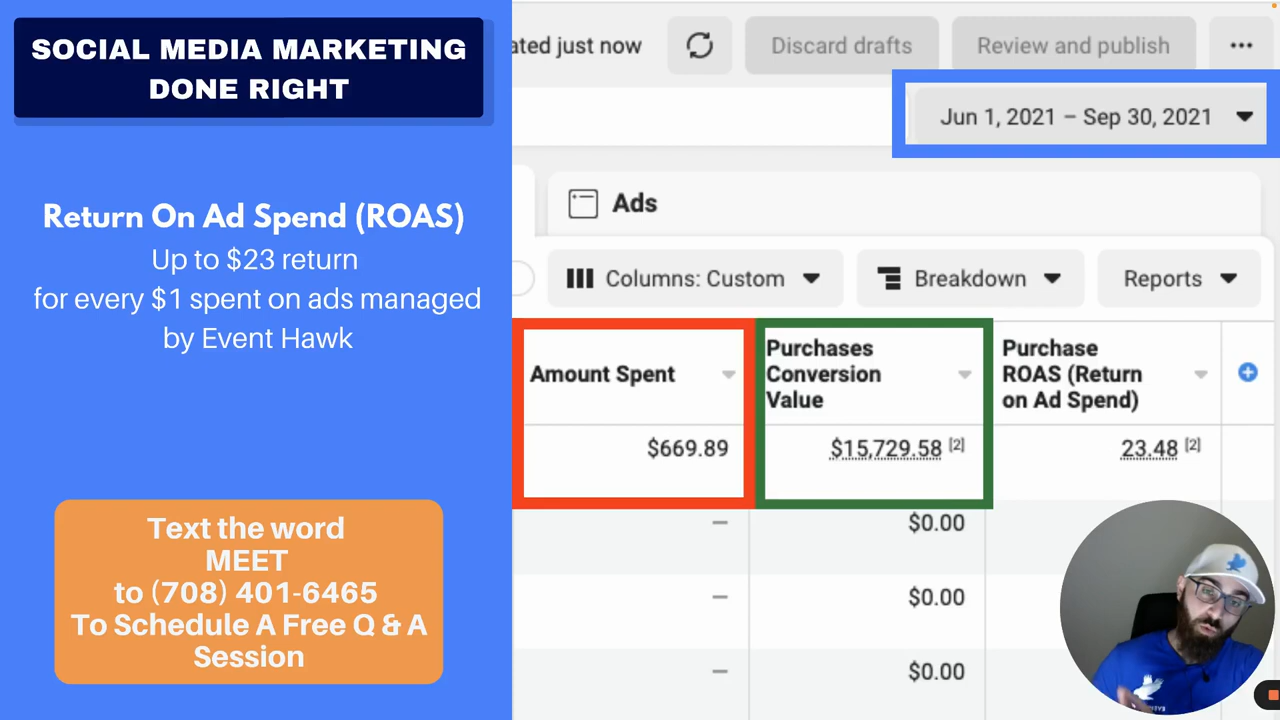 SOCIAL MEDIA MARKETING
DONE RIGHT
Return On Ad Spend (ROAS)
Up to $23 return
for every $1 spent on ads managed
by Event Hawk
Text the word
MEET
to (708) 401-6465
To Schedule A Free Q & A
Session
ated just now
Discard drafts
Review and publish
Jun 1, 2021 – Sep 30, 2021
Ads
Columns: Custom
Breakdown
Reports
Amount Spent
Purchases
Conversion
Value
Purchase
ROAS (Return
on Ad Spend)
$669.89
$15,729.58 [2]
23.48 [2]
—
$0.00
—
$0.00
—
$0.00